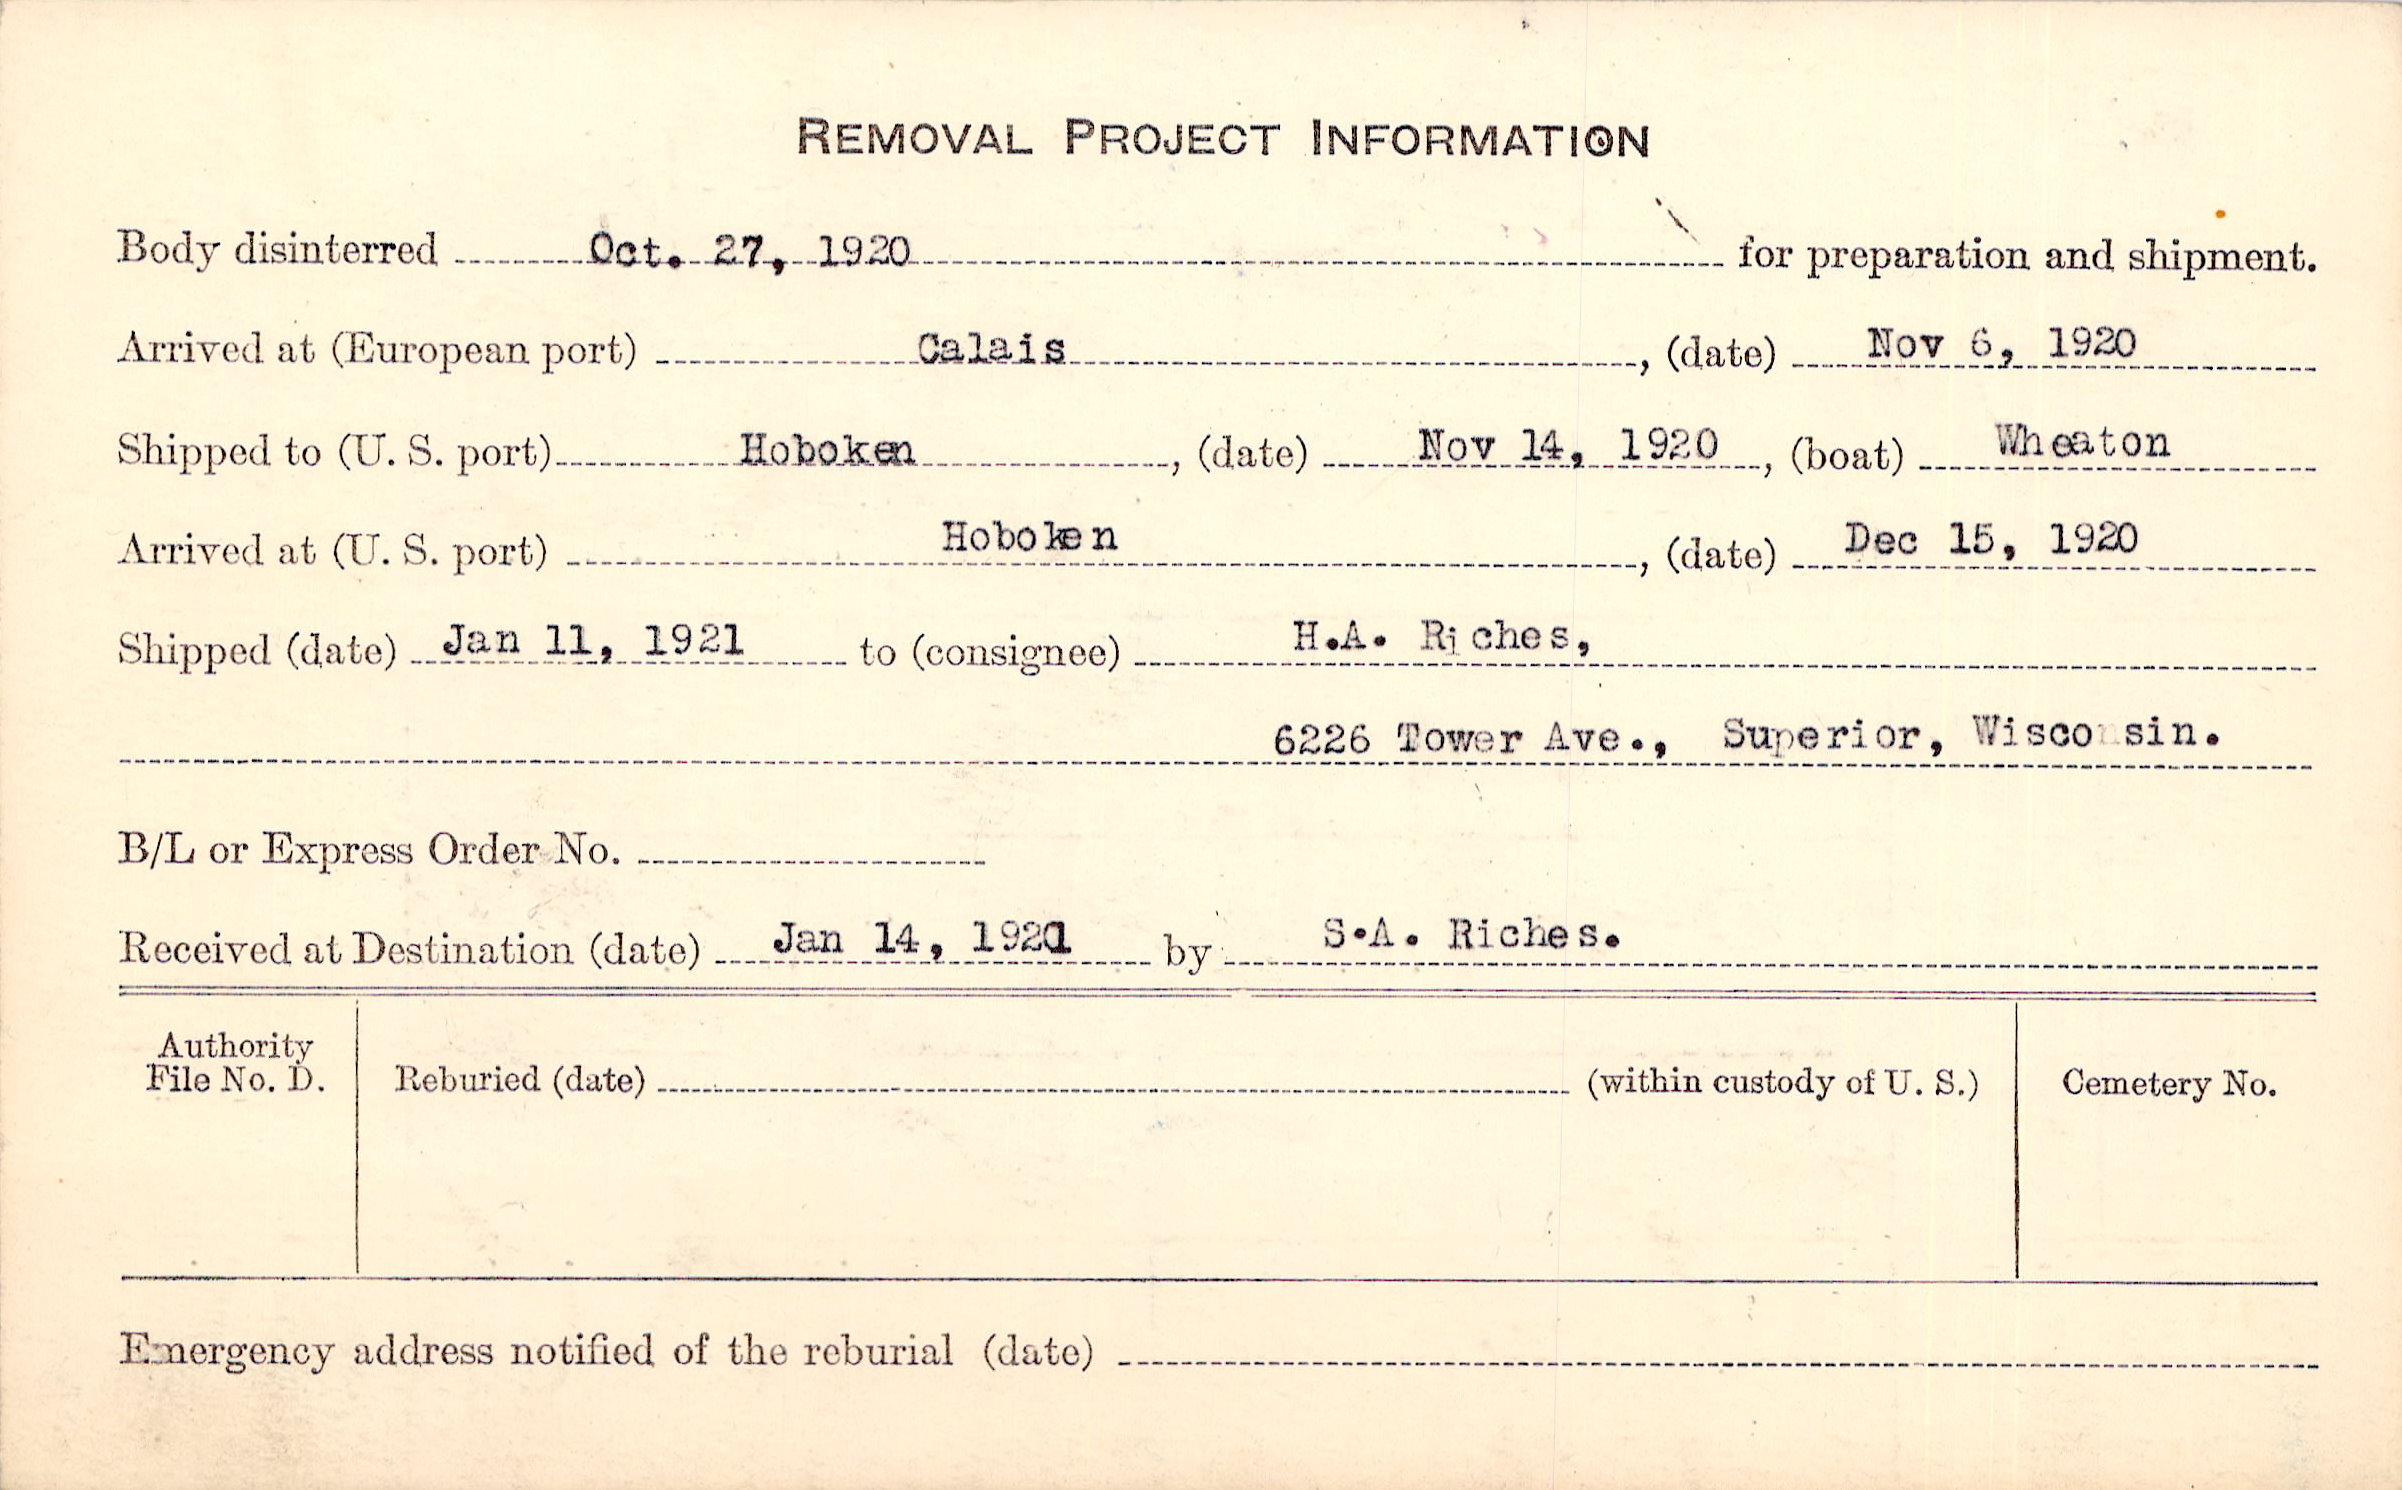 REMOVAL PROJECT INFORMATION
Body disinterred Oct. 27, 1920 for preparation and shipment.
Arrived at (European port) Calais, (date) Nov 6, 1920
Shipped to (U. S. port) Hoboken, (date) Nov 14, 1920, (boat) Wheaton
Arrived at (U. S. port) Hoboken, (date) Dec 15, 1920
Shipped (date) Jan 11, 1921 to (consignee) H.A. Riches,
6226 Tower Ave., Superior, Wisconsin.
B/L or Express Order No.
Received at Destination (date) Jan 14, 1921 by S.A. Riches.
Authority
File No. D. Reburied (date) (within custody of U. S.) Cemetery No.
Emergency address notified of the reburial (date)